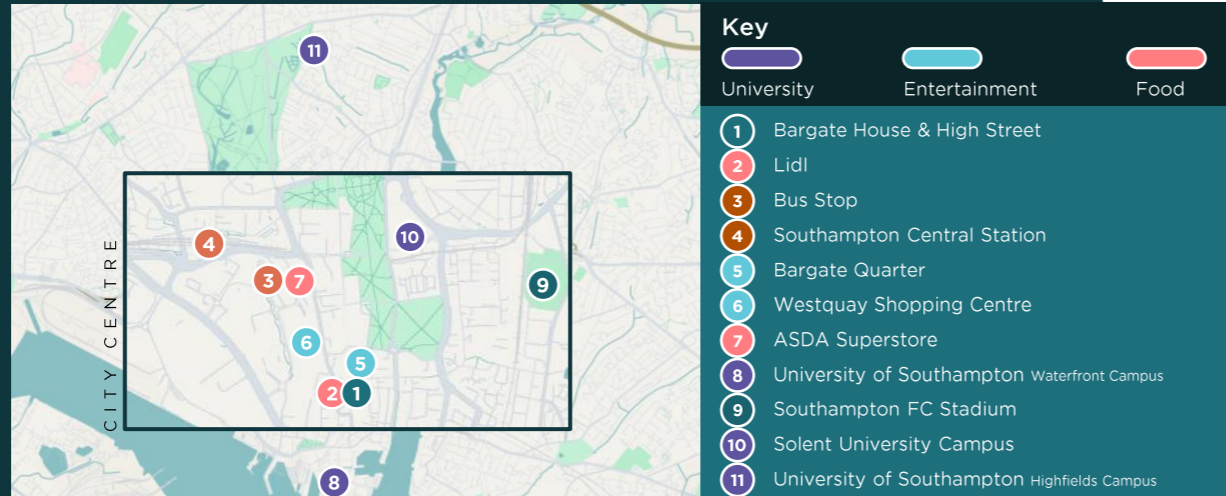 11
10
4
3
7
9
6
5
2
1
8
CITY CENTRE
Key
University Entertainment Food
1 Bargate House & High Street
2 Lidl
3 Bus Stop
4 Southampton Central Station
5 Bargate Quarter
6 Westquay Shopping Centre
7 ASDA Superstore
8 University of Southampton Waterfront Campus
9 Southampton FC Stadium
10 Solent University Campus
11 University of Southampton Highfields Campus